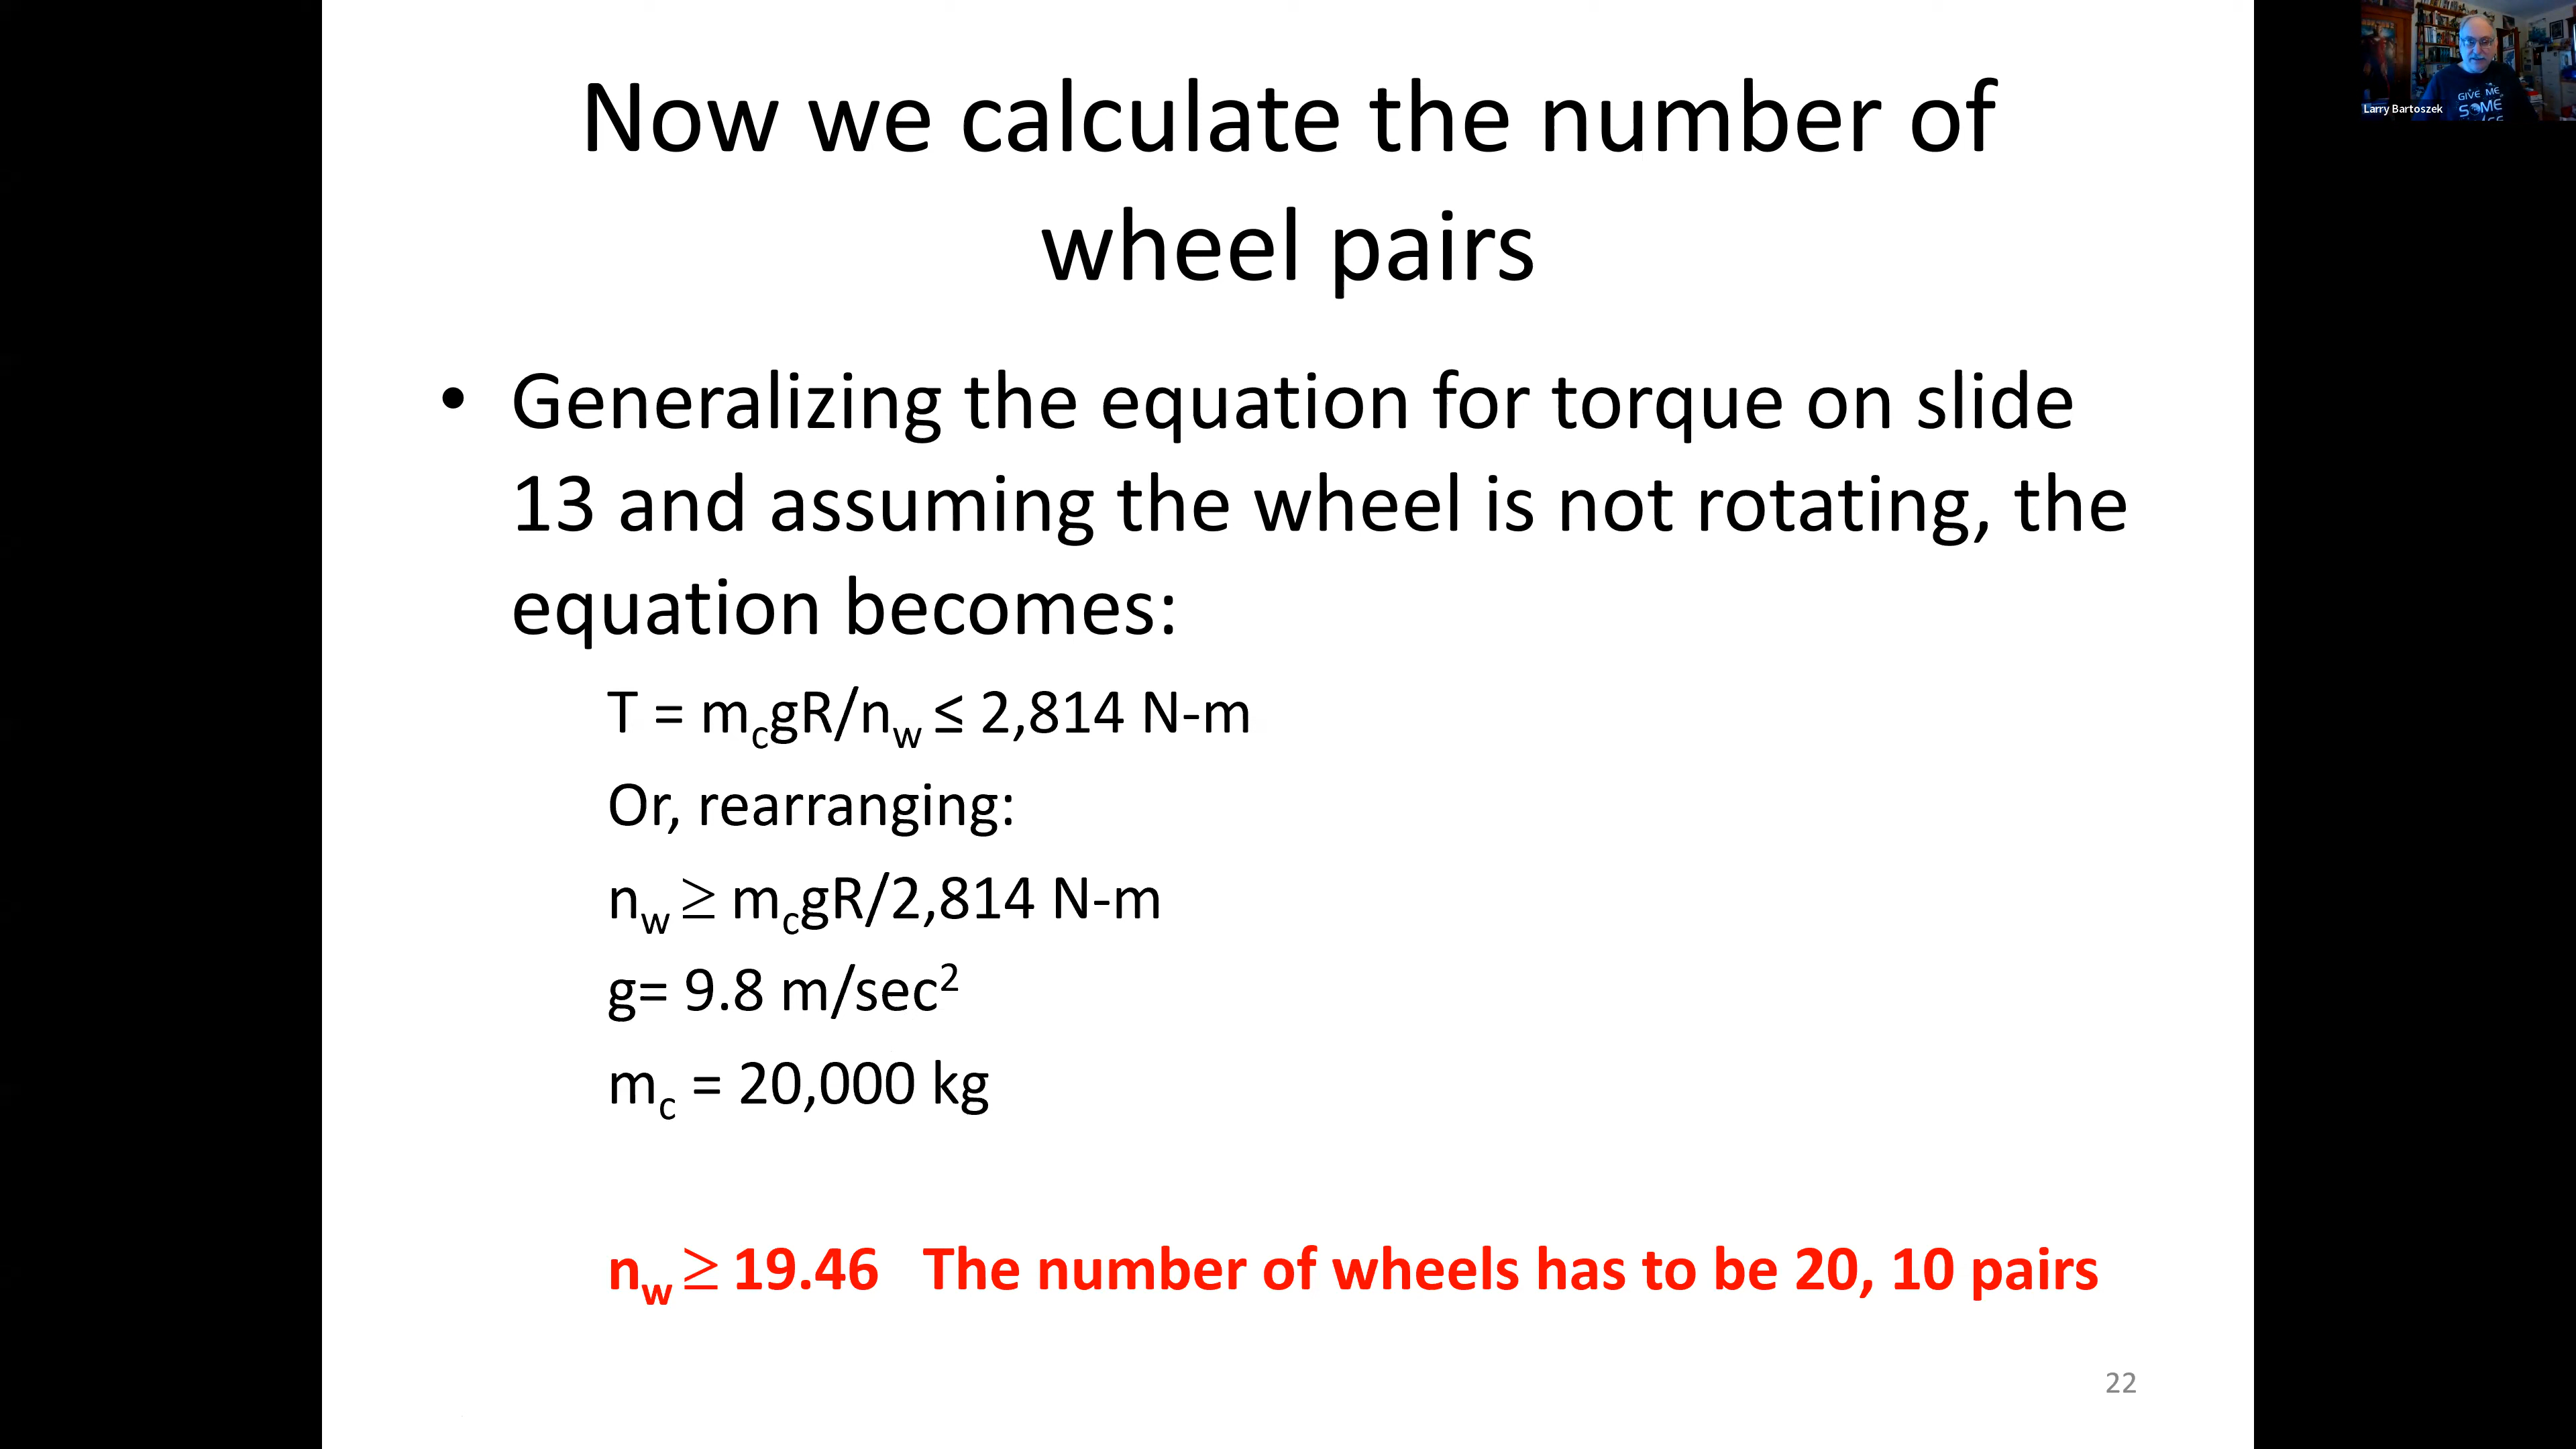 Now we calculate the number of
wheel pairs
• Generalizing the equation for torque on slide
13 and assuming the wheel is not rotating, the
equation becomes:
T = m_cgR/n_w ≤ 2,814 N-m
Or, rearranging:
n_w ≥ m_cgR/2,814 N-m
g= 9.8 m/sec²
m_c = 20,000 kg
n_w ≥ 19.46 The number of wheels has to be 20, 10 pairs
22
Larry Bartoszek
GIVE ME
SOME